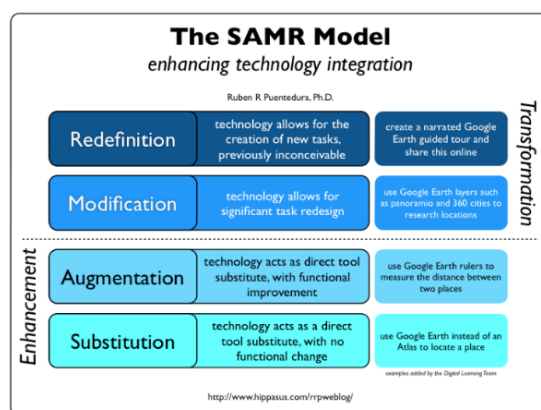 The SAMR Model
enhancing technology integration
Ruben R Puentedura, Ph.D.
Transformation
Redefinition
technology allows for the
creation of new tasks,
previously inconceivable
create a narrated Google
Earth guided tour and
share this online
Modification
technology allows for
significant task redesign
use Google Earth layers such
as panoramio and 360 cities to
research locations
Enhancement
Augmentation
technology acts as direct tool
substitute, with functional
improvement
use Google Earth rulers to
measure the distance between
two places
Substitution
technology acts as a direct
tool substitute, with no
functional change
use Google Earth instead of an
Atlas to locate a place
examples added by the Digital Learning Team
http://www.hippasus.com/rrpweblog/